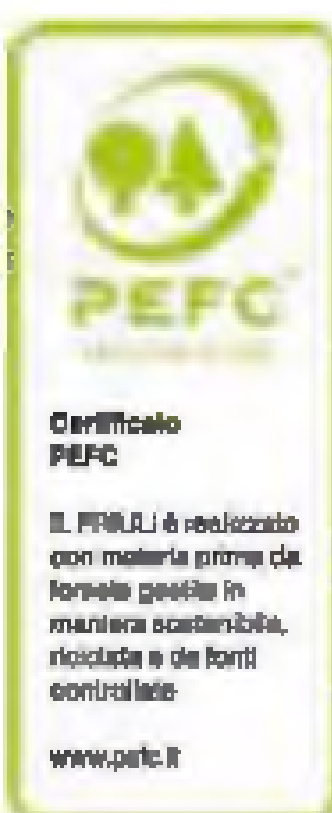 PEFC
Certificato
PEFC
è realizzato
con materia prima da
foreste gestite in
maniera sostenibile,
riciclata e da fonti
controllate
www.pefc.it